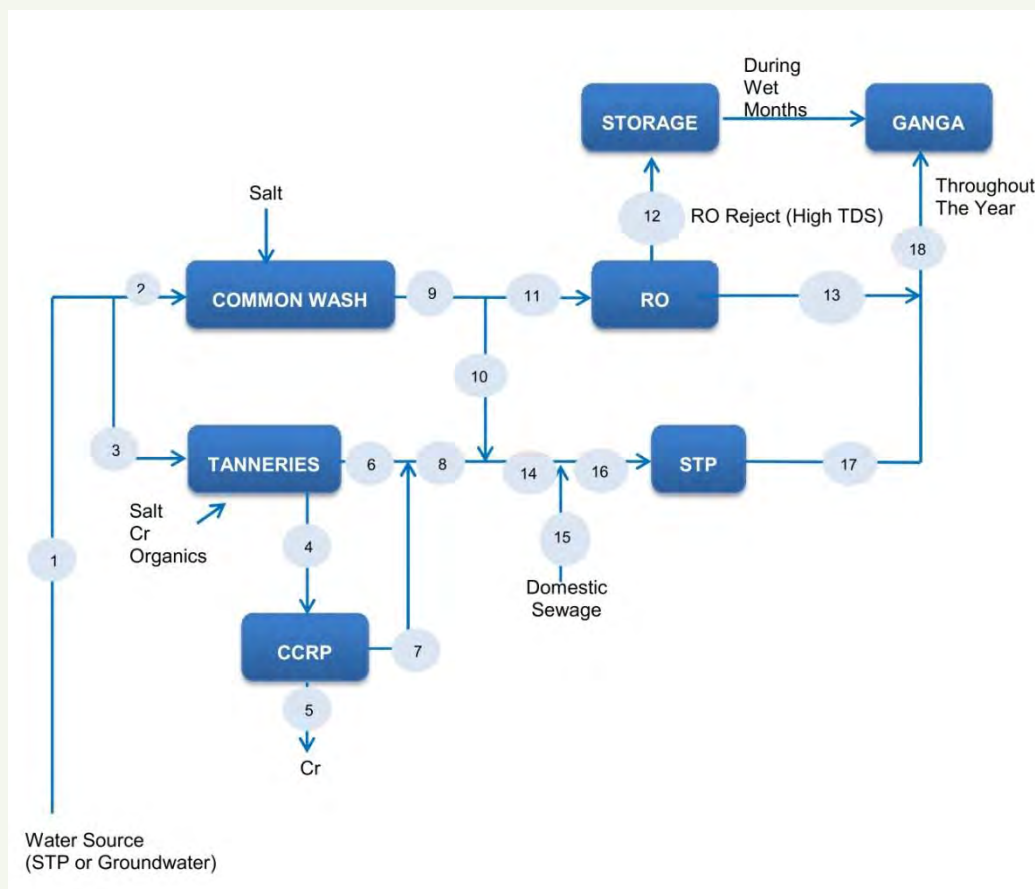 During
Wet
Months
STORAGE
GANGA
Salt
Throughout
The Year
12
RO Reject (High TDS)
18
2
COMMON WASH
9
11
RO
13
10
3
TANNERIES
6
8
14
16
STP
17
Salt
Cr
Organics
1
4
15
Domestic
Sewage
CCRP
7
5
Cr
Water Source
(STP or Groundwater)